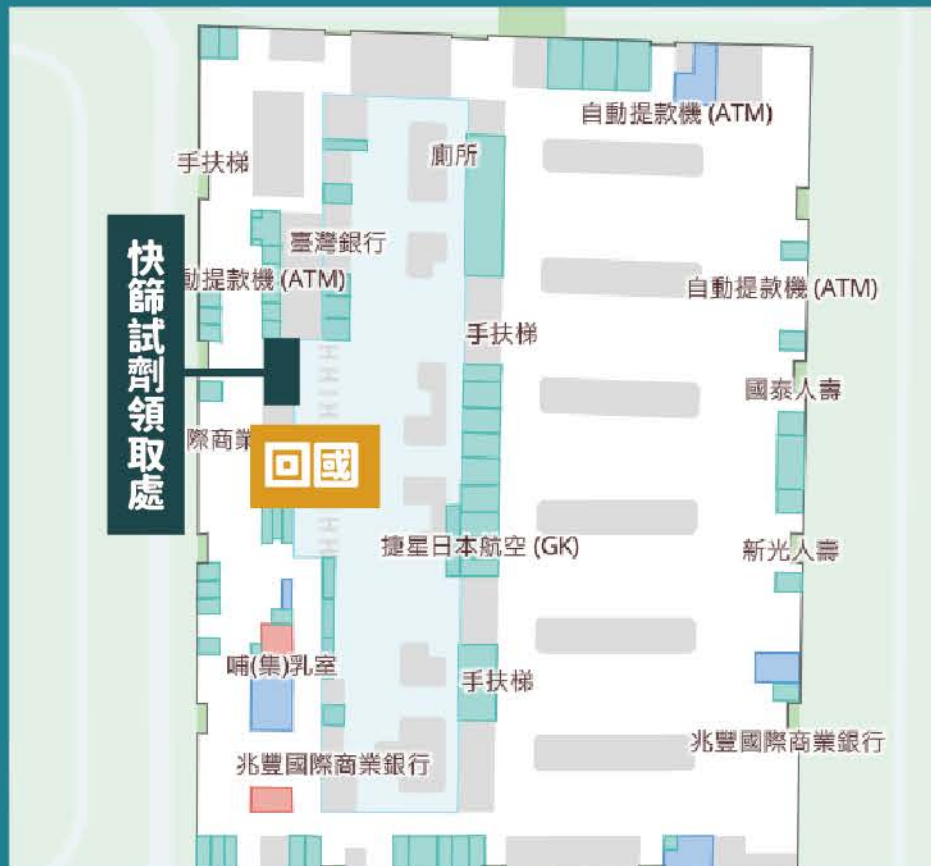 自動提款機 (ATM)
廁所
手扶梯
臺灣銀行
動提款機 (ATM)
自動提款機 (ATM)
快篩試劑領取處
手扶梯
國泰人壽
際商業
回國
捷星日本航空 (GK)
新光人壽
哺(集)乳室
手扶梯
兆豐國際商業銀行
兆豐國際商業銀行